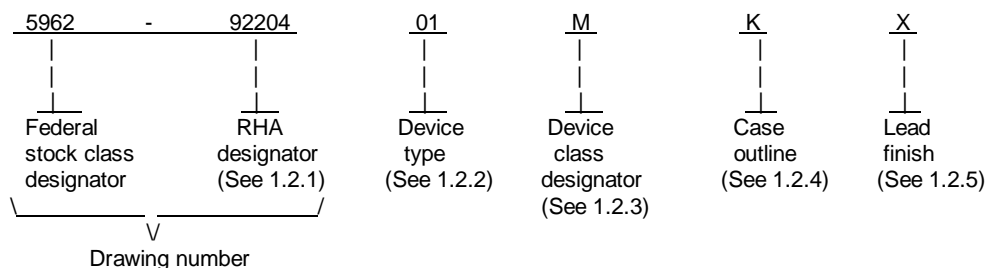 5962 - 92204 01 M K X
Federal RHA Device Device Case Lead
stock class designator type class outline finish
designator (See 1.2.1) (See 1.2.2) designator (See 1.2.4) (See 1.2.5)
(See 1.2.3)
Drawing number